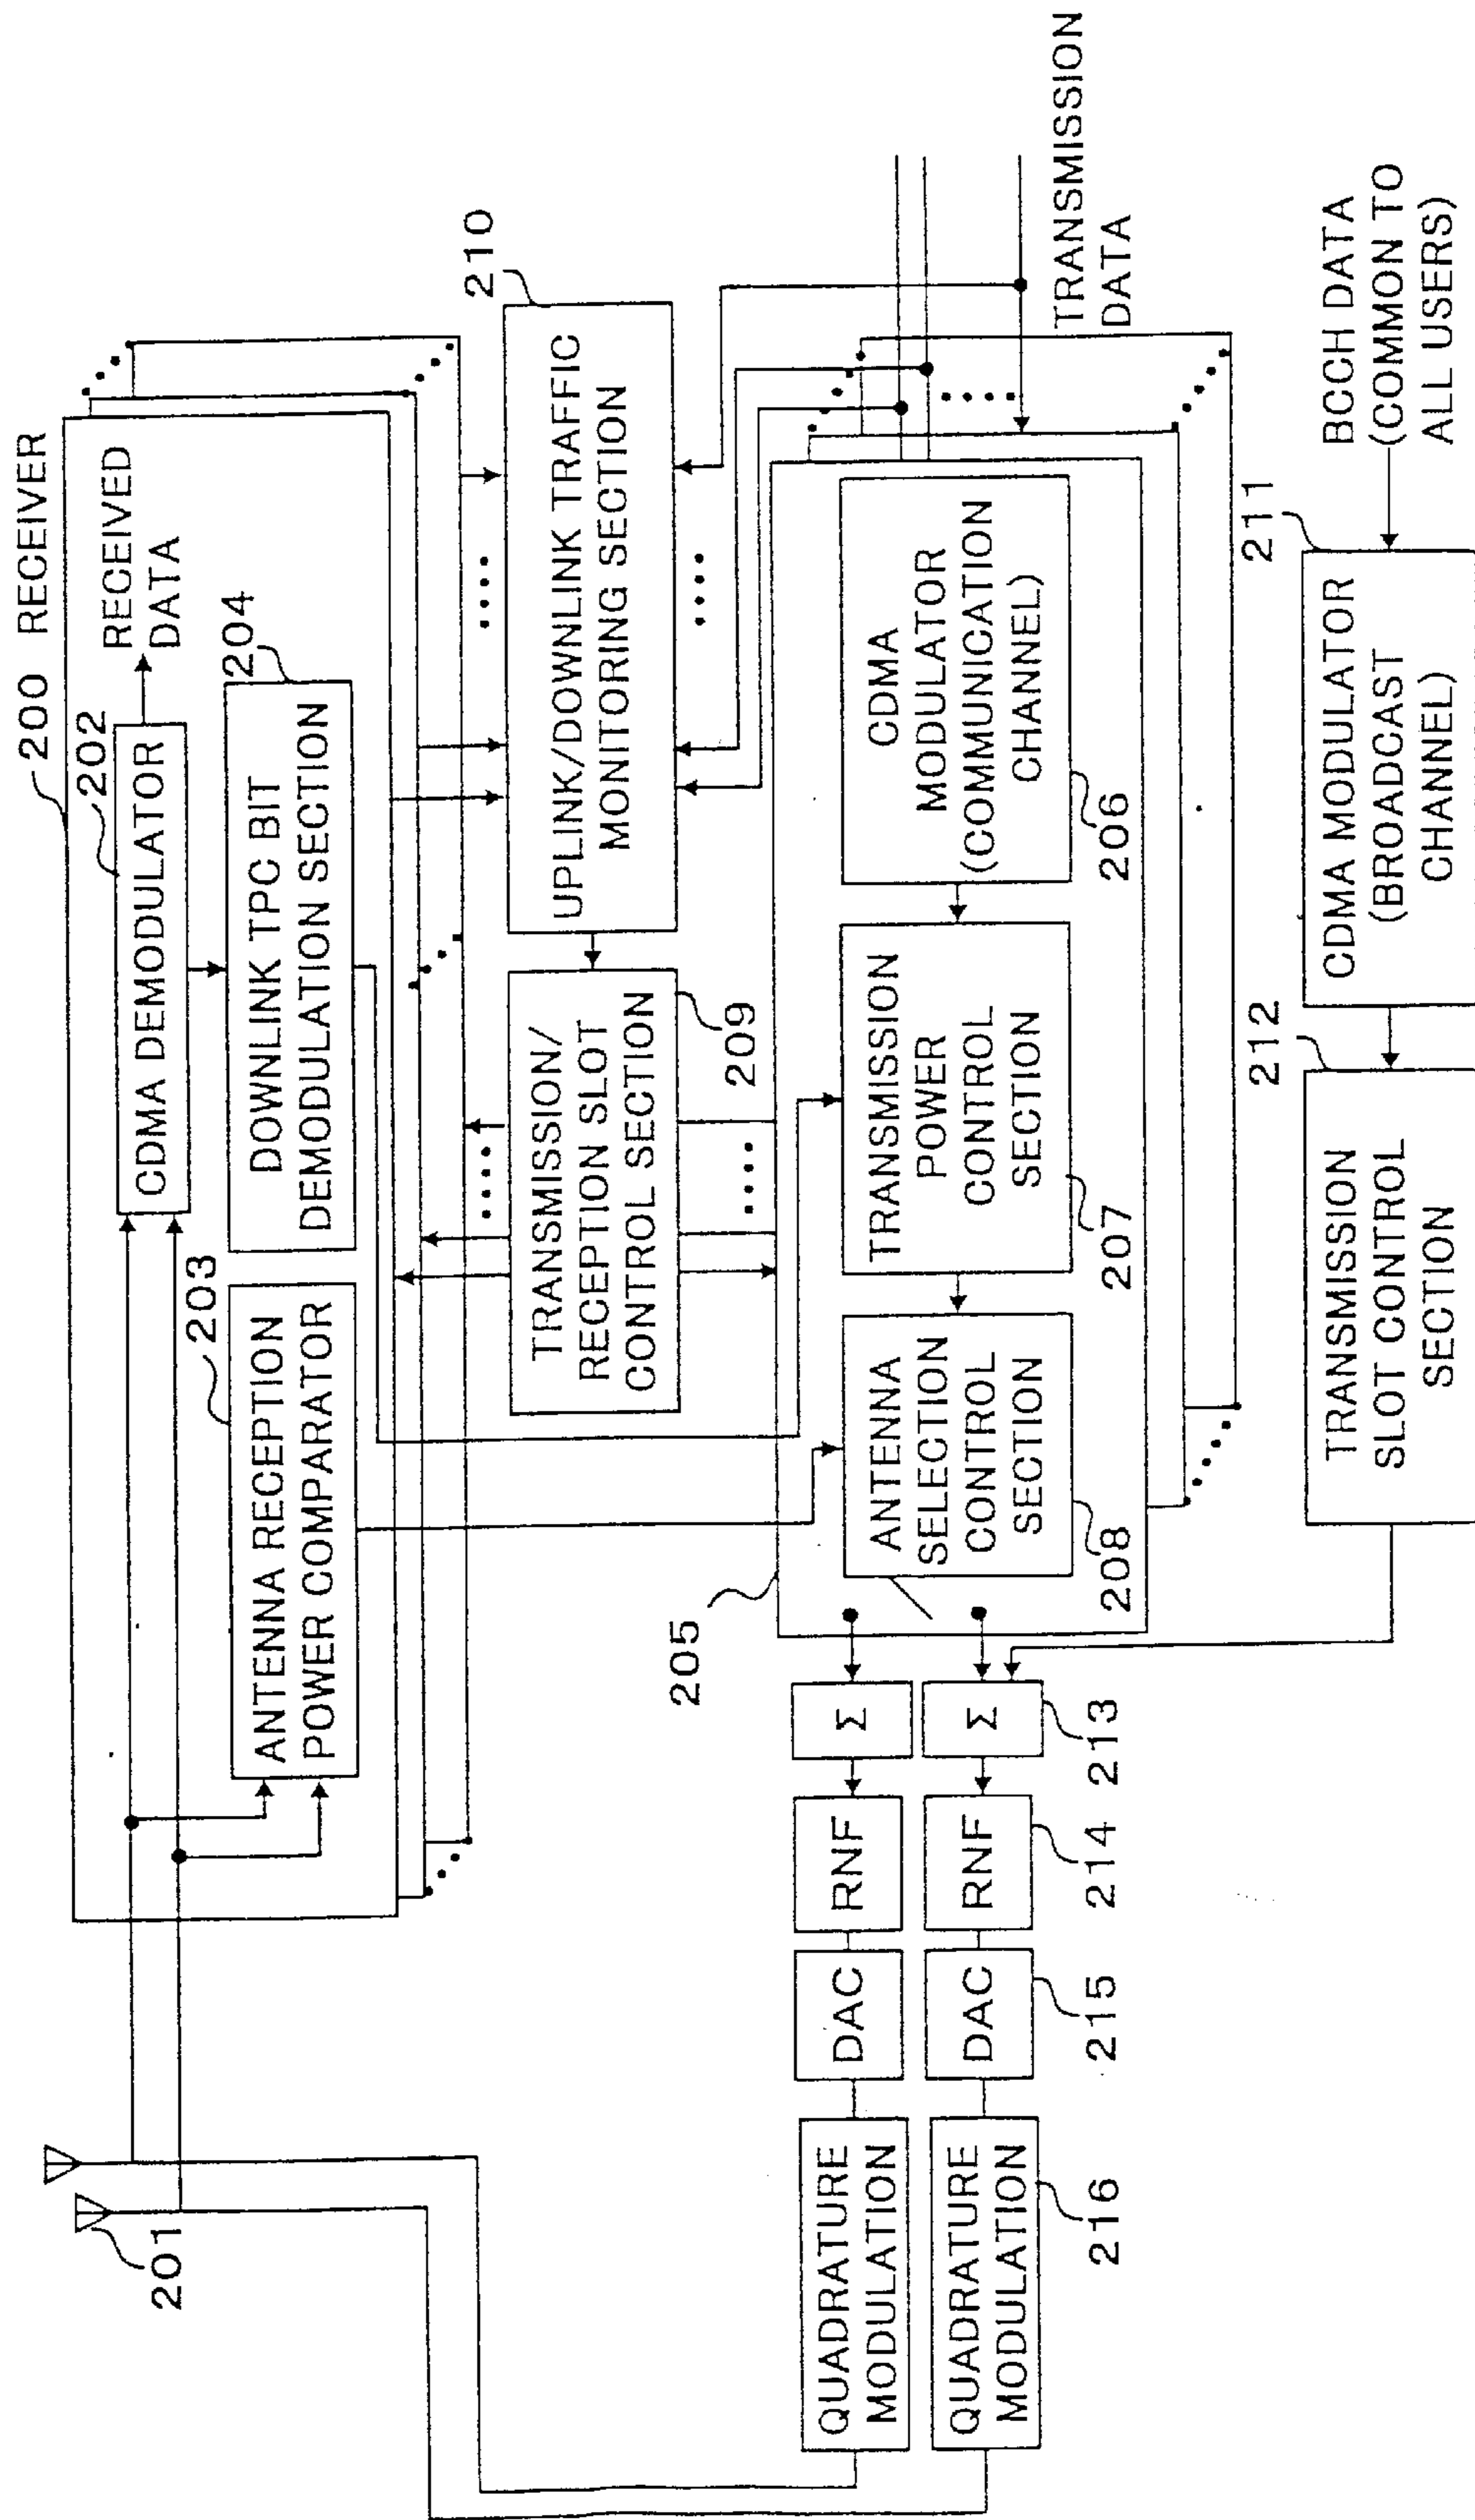 200 RECEIVER
202
CDMA DEMODULATOR
RECEIVED
DATA
203
ANTENNA RECEPTION
POWER COMPARATOR
204
DOWNLINK TPC BIT
DEMODULATION SECTION
201
TRANSMISSION/
RECEPTION SLOT
CONTROL SECTION
209
210
UPLINK/DOWNLINK TRAFFIC
MONITORING SECTION
205
ANTENNA
SELECTION
CONTROL
SECTION
208
TRANSMISSION
POWER
CONTROL
SECTION
207
CDMA
MODULATOR
(COMMUNICATION
CHANNEL)
206
TRANSMISSION
DATA
QUADRATURE
MODULATION
DAC
RNF
Σ
QUADRATURE
MODULATION
DAC
RNF
Σ
216
215
214
213
212
TRANSMISSION
SLOT CONTROL
SECTION
211
CDMA MODULATOR
(BROADCAST
CHANNEL)
BCCH DATA
(COMMON TO
ALL USERS)